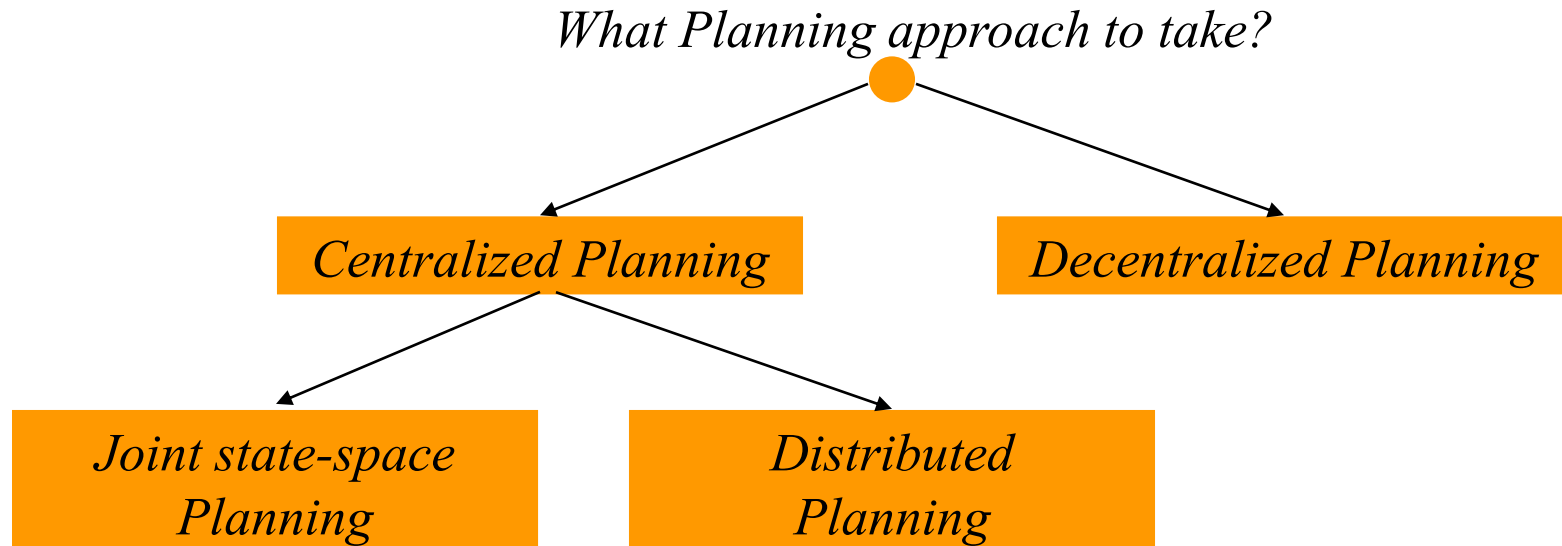 What Planning approach to take?
Centralized Planning
Decentralized Planning
Joint state-space
Planning
Distributed
Planning